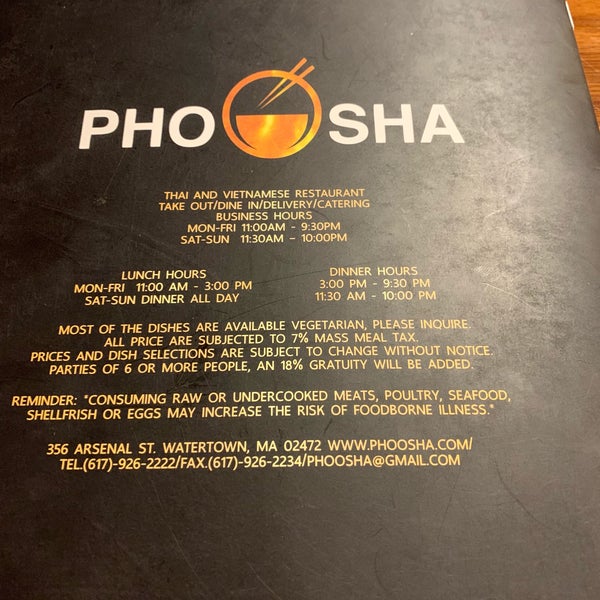 PHO SHA
THAI AND VIETNAMESE RESTAURANT
TAKE OUT/DINE IN/DELIVERY/CATERING
BUSINESS HOURS
MON-FRI 11:00AM - 9:30PM
SAT-SUN 11:30AM - 10:00PM
LUNCH HOURS
MON-FRI 11:00 AM - 3:00 PM
SAT-SUN DINNER ALL DAY
DINNER HOURS
3:00 PM - 9:30 PM
11:30 AM - 10:00 PM
MOST OF THE DISHES ARE AVAILABLE VEGETARIAN, PLEASE INQUIRE.
ALL PRICE ARE SUBJECTED TO 7% MASS MEAL TAX.
PRICES AND DISH SELECTIONS ARE SUBJECT TO CHANGE WITHOUT NOTICE.
PARTIES OF 6 OR MORE PEOPLE, AN 18% GRATUITY WILL BE ADDED.
REMINDER: "CONSUMING RAW OR UNDERCOOKED MEATS, POULTRY, SEAFOOD,
SHELLFRISH OR EGGS MAY INCREASE THE RISK OF FOODBORNE ILLNESS."
356 ARSENAL ST. WATERTOWN, MA 02472 WWW.PHOOSHA.COM/
TEL.(617)-926-2222/FAX.(617)-926-2234/PHOOSHA@GMAIL.COM